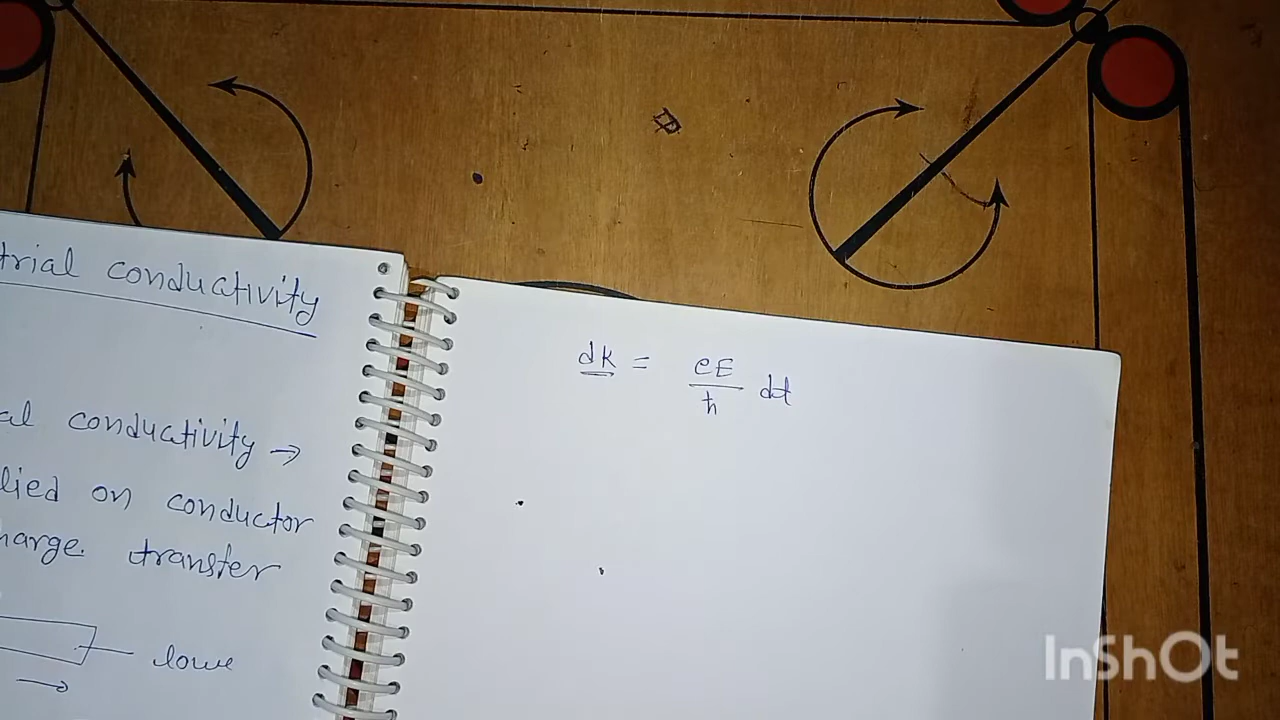 trial conductivity
al conductivity →
lied on conductor
harge. transfer
lowe
dk = eE/ħ dt
InShOt